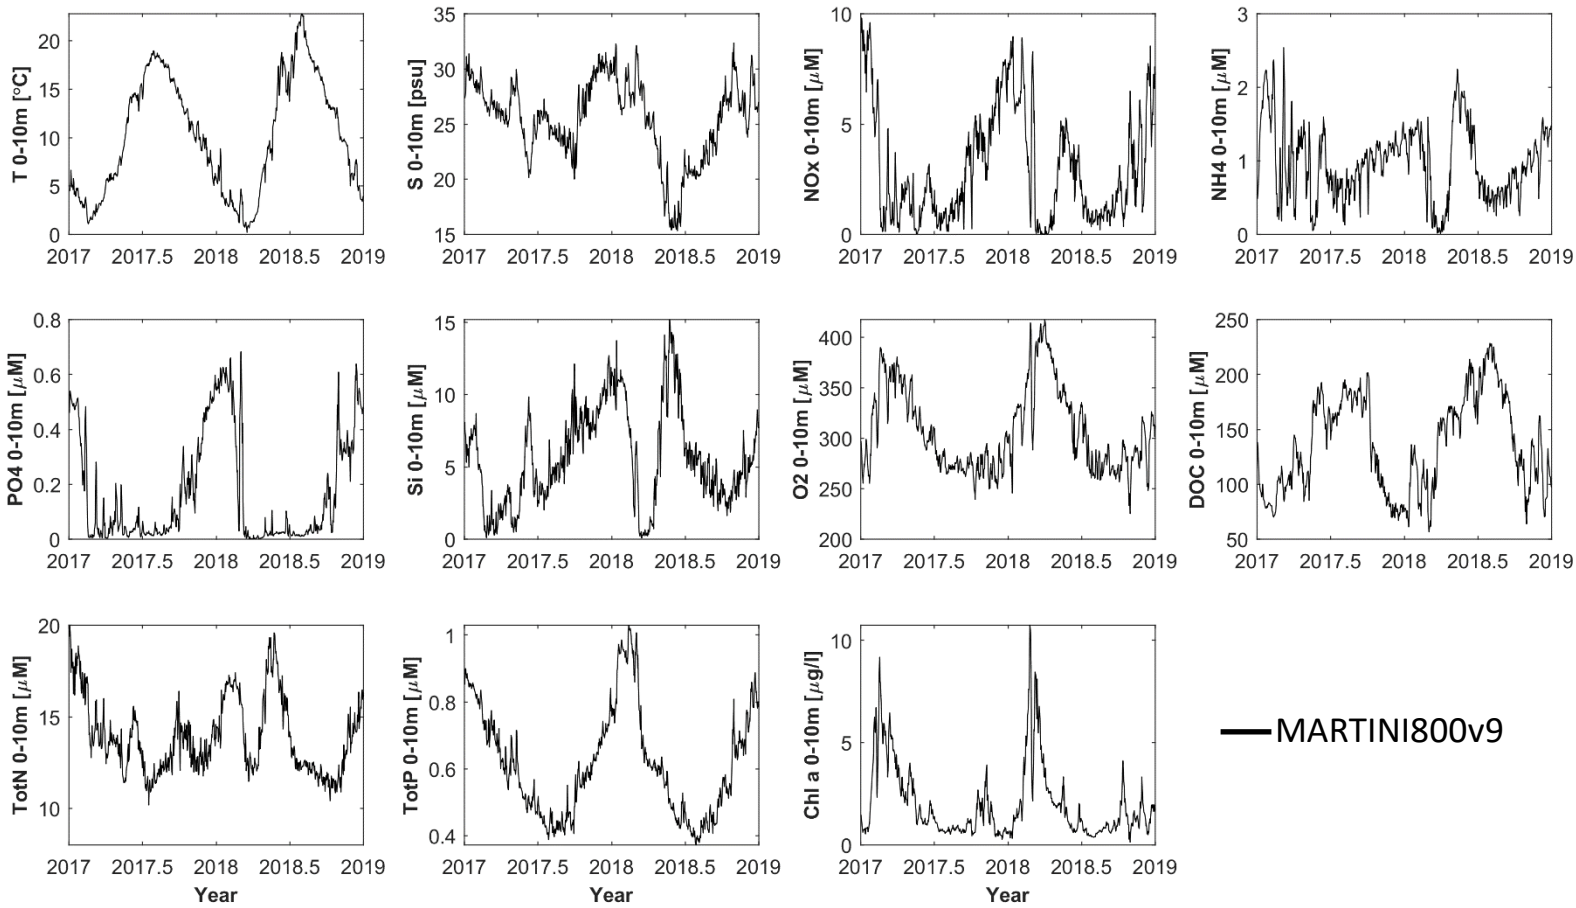 T 0-10m [°C]
20
15
10
5
0
2017 2017.5 2018 2018.5 2019
S 0-10m [psu]
35
30
25
20
15
2017 2017.5 2018 2018.5 2019
NOx 0-10m [μM]
10
5
0
2017 2017.5 2018 2018.5 2019
NH4 0-10m [μM]
3
2
1
0
2017 2017.5 2018 2018.5 2019
PO4 0-10m [μM]
0.8
0.6
0.4
0.2
0
2017 2017.5 2018 2018.5 2019
Si 0-10m [μM]
15
10
5
0
2017 2017.5 2018 2018.5 2019
O2 0-10m [μM]
400
350
300
250
200
2017 2017.5 2018 2018.5 2019
DOC 0-10m [μM]
250
200
150
100
50
2017 2017.5 2018 2018.5 2019
TotN 0-10m [μM]
20
15
10
2017 2017.5 2018 2018.5 2019
Year
TotP 0-10m [μM]
1
0.8
0.6
0.4
2017 2017.5 2018 2018.5 2019
Year
Chl a 0-10m [μg/l]
10
5
0
2017 2017.5 2018 2018.5 2019
Year
MARTINI800v9